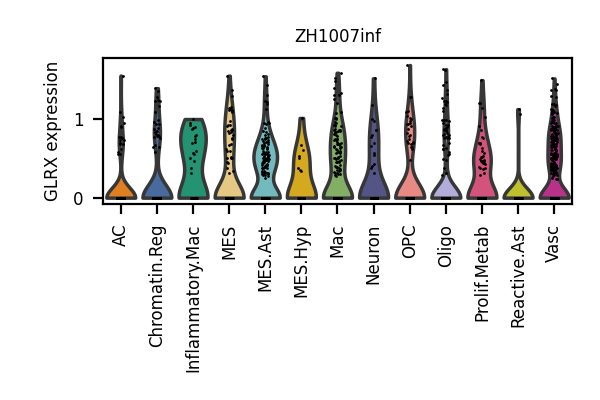 ZH1007inf
GLRX expression
1
0
AC
Chromatin.Reg
Inflammatory.Mac
MES
MES.Ast
MES.Hyp
Mac
Neuron
OPC
Oligo
Prolif.Metab
Reactive.Ast
Vasc